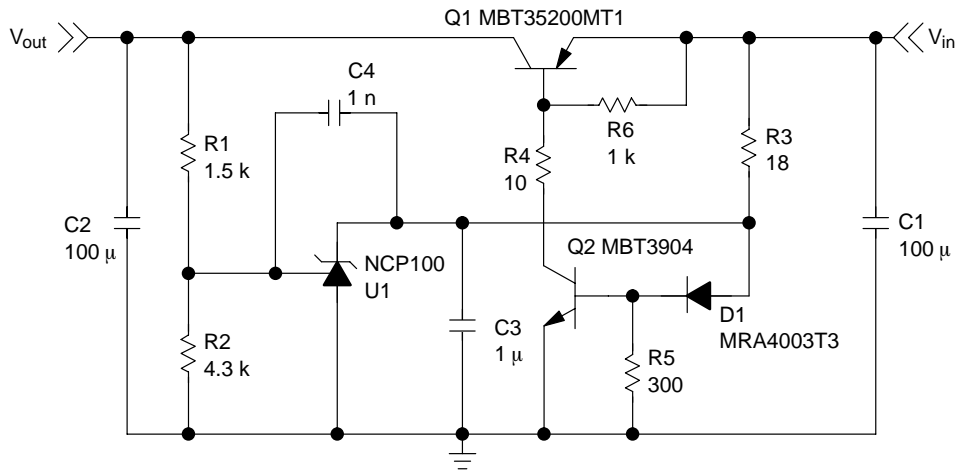 Q1 MBT35200MT1
Vout
Vin
C4
1 n
R1
1.5 k
R4
10
R6
1 k
R3
18
C2
100 μ
NCP100
U1
Q2 MBT3904
C1
100 μ
R2
4.3 k
C3
1 μ
D1
MRA4003T3
R5
300